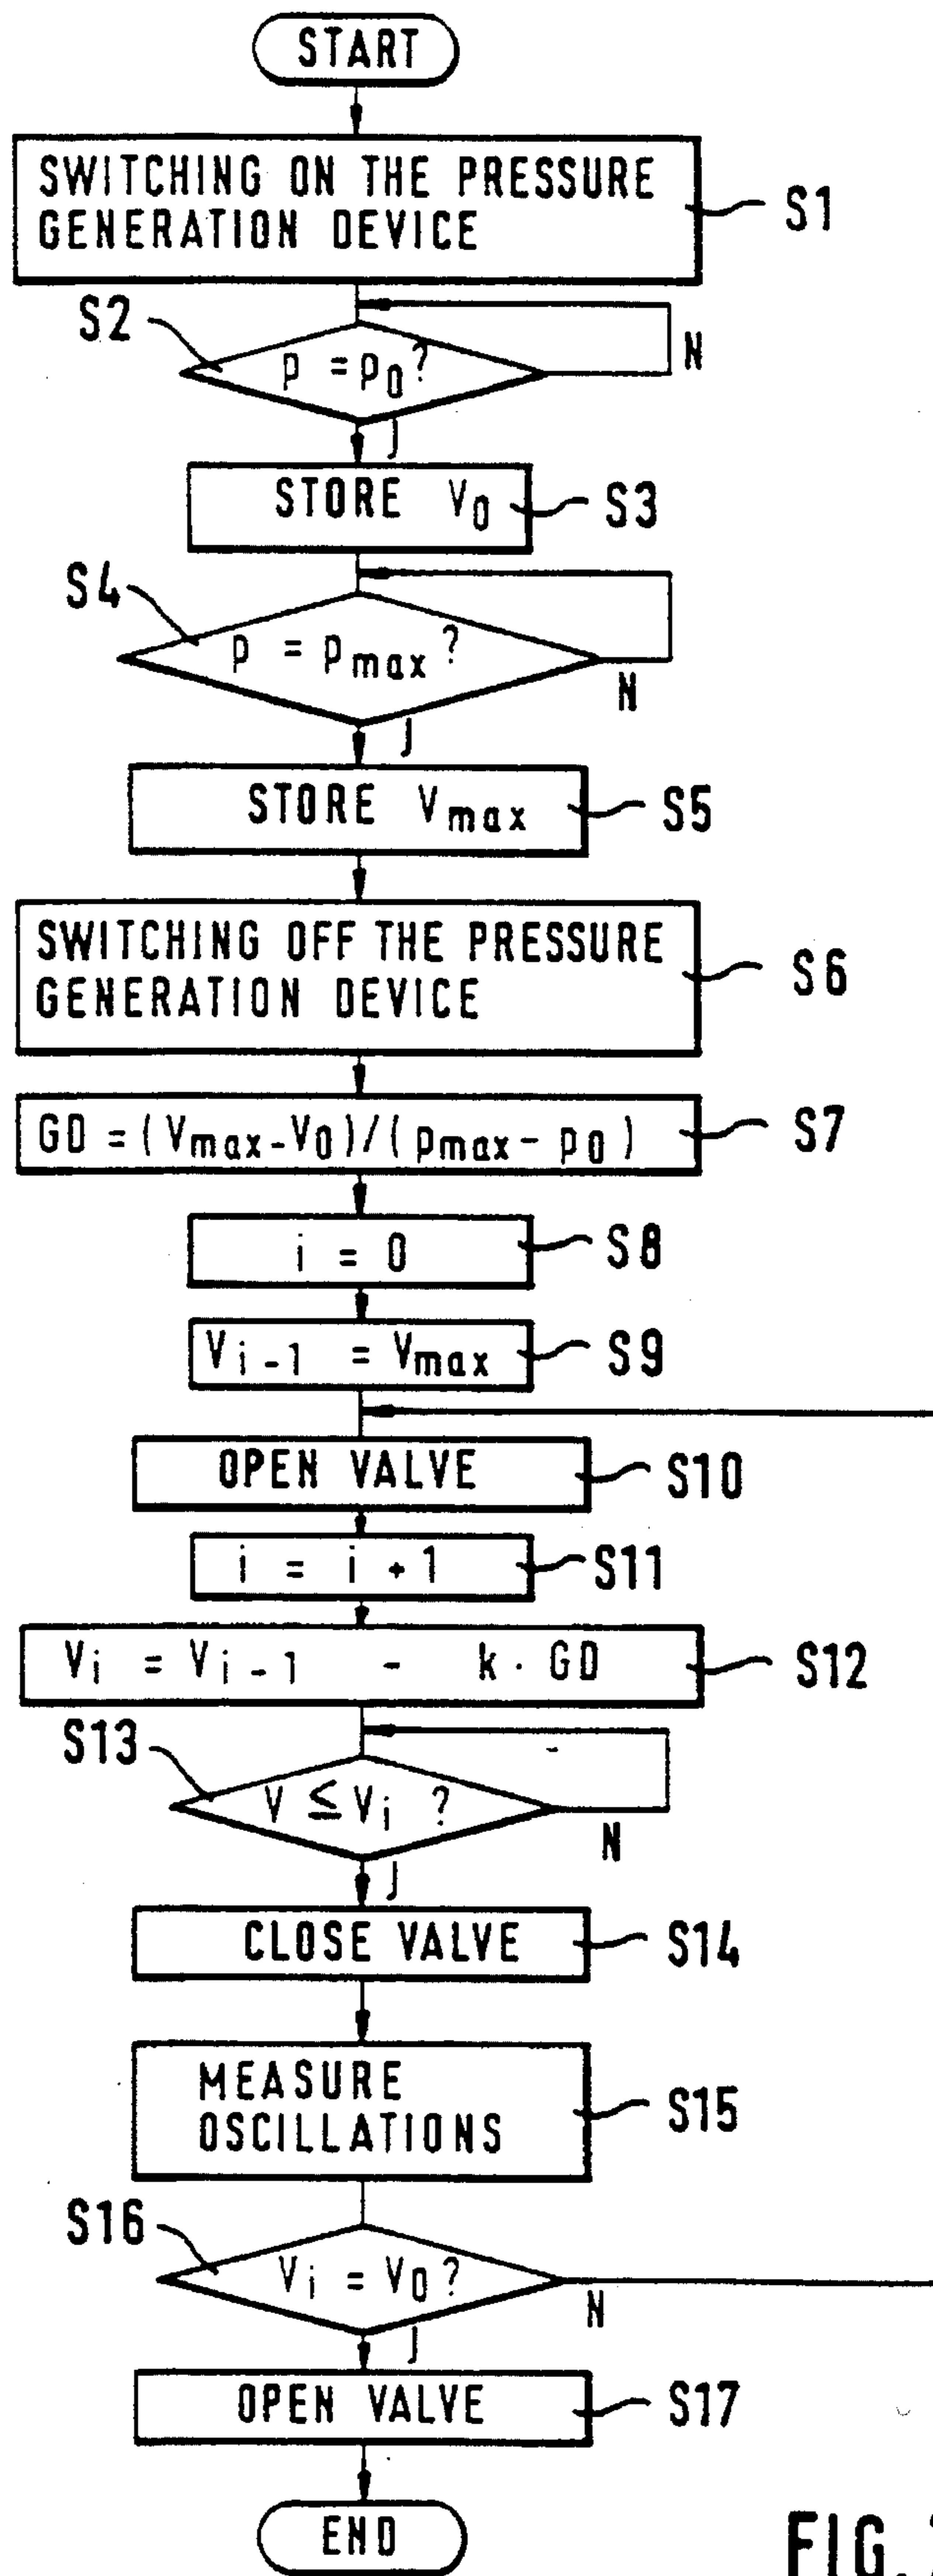 START
SWITCHING ON THE PRESSURE
GENERATION DEVICE
S1
S2
p = p0?
N
J
STORE V0
S3
S4
p = pmax?
N
J
STORE Vmax
S5
SWITCHING OFF THE PRESSURE
GENERATION DEVICE
S6
GD = (Vmax-V0)/(pmax-p0)
S7
i = 0
S8
Vi-1 = Vmax
S9
OPEN VALVE
S10
i = i + 1
S11
Vi = Vi-1 - k · GD
S12
S13
V ≤ Vi ?
N
J
CLOSE VALVE
S14
MEASURE
OSCILLATIONS
S15
S16
Vi = V0?
N
J
OPEN VALVE
S17
END
FIG.